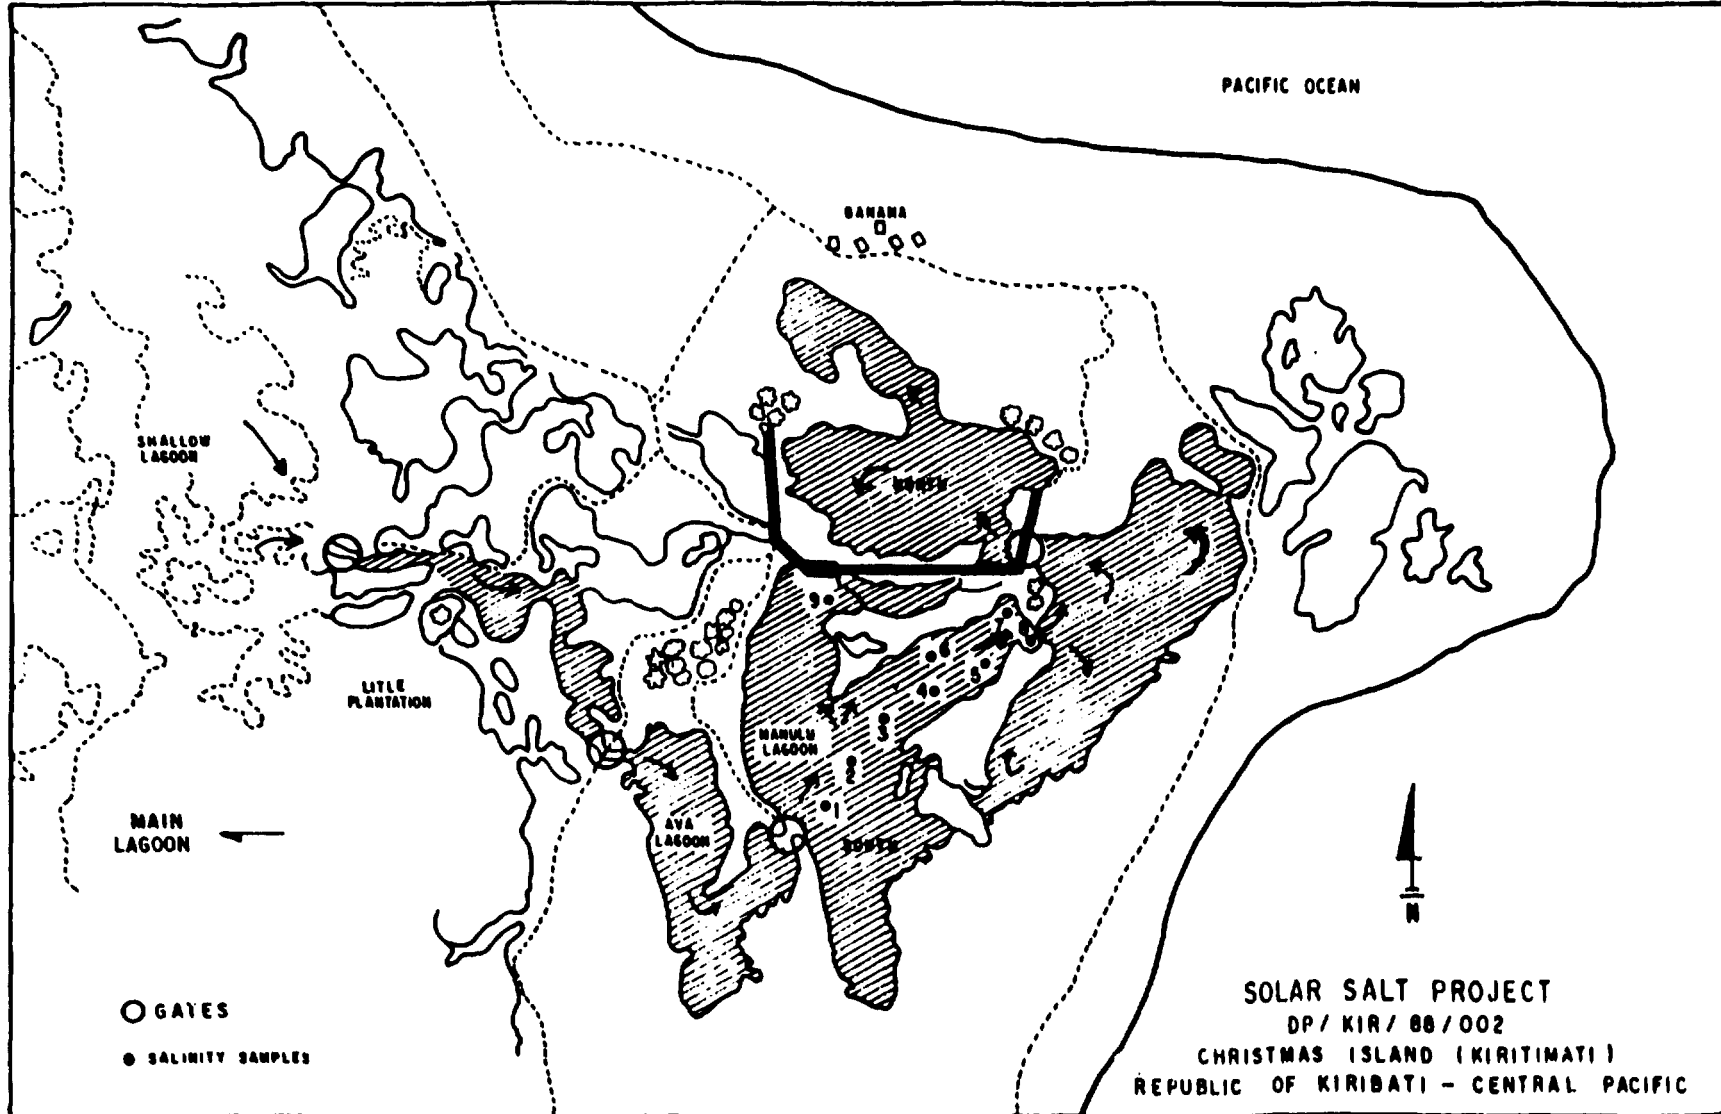 PACIFIC OCEAN
BANANA
SHALLOW
LAGOON
NORTH
9
6
5
4
3
2
1
LITLE
PLANTATION
MANULU
LAGOON
AVA
LAGOON
SOUTH
MAIN
LAGOON
N
GATES
SALINITY SAMPLES
SOLAR SALT PROJECT
DP/ KIR/ 88/002
CHRISTMAS ISLAND (KIRITIMATI)
REPUBLIC OF KIRIBATI - CENTRAL PACIFIC